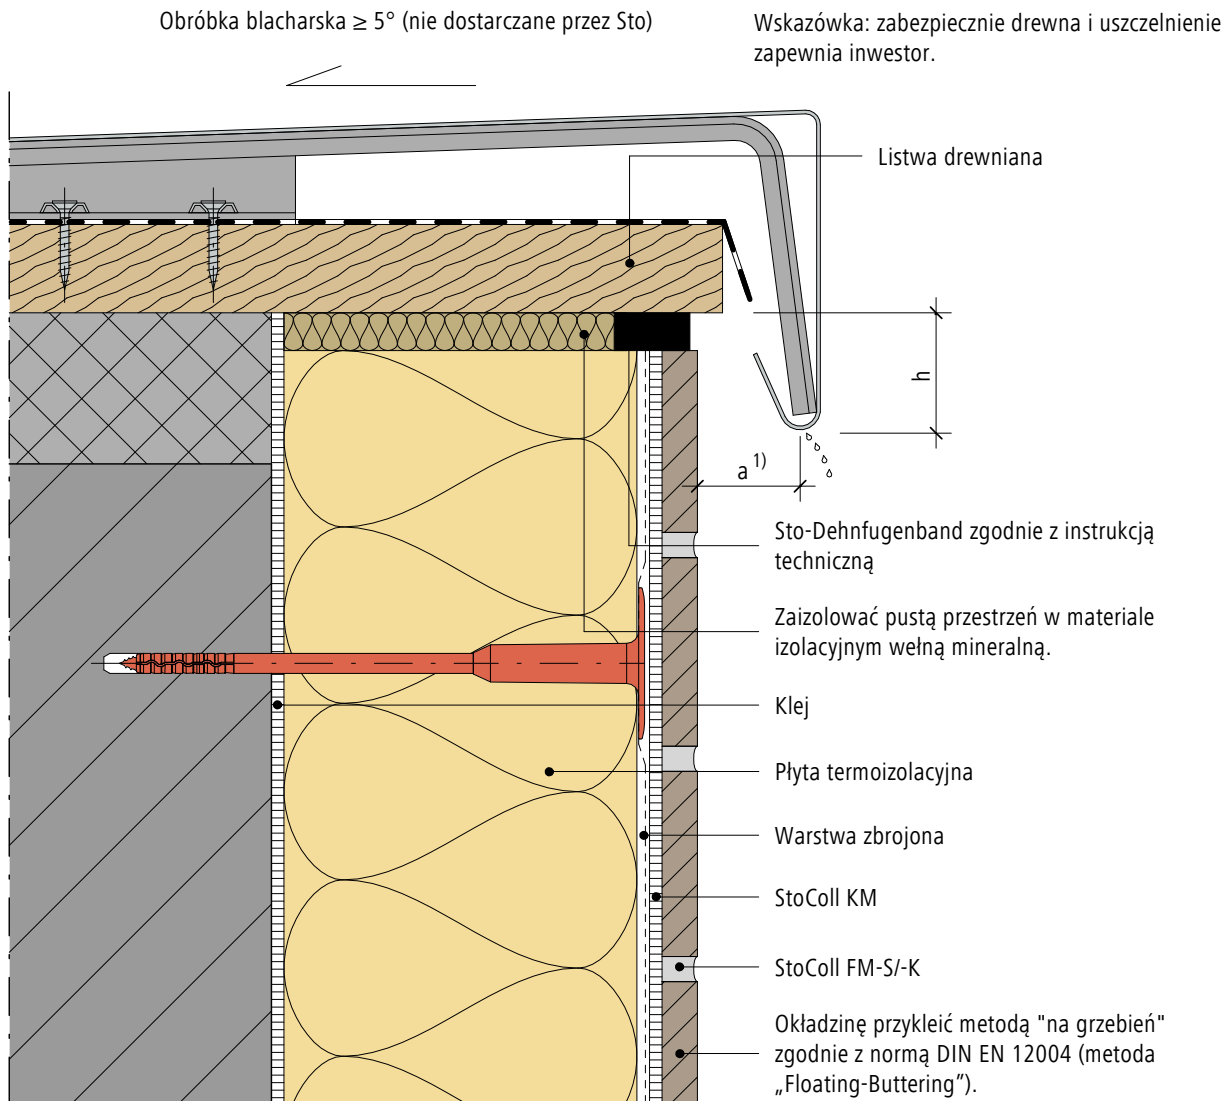 Obróbka blacharska ≥ 5° (nie dostarczane przez Sto)
Wskazówka: zabezpiecznie drewna i uszczelnienie
zapewnia inwestor.
Listwa drewniana
h
a 1)
Sto-Dehnfugenband zgodnie z instrukcją
techniczną
Zaizolować pustą przestrzeń w materiale
izolacyjnym wełną mineralną.
Klej
Płyta termoizolacyjna
Warstwa zbrojona
StoColl KM
StoColl FM-S/-K
Okładzinę przykleić metodą "na grzebień"
zgodnie z normą DIN EN 12004 (metoda
„Floating-Buttering”).